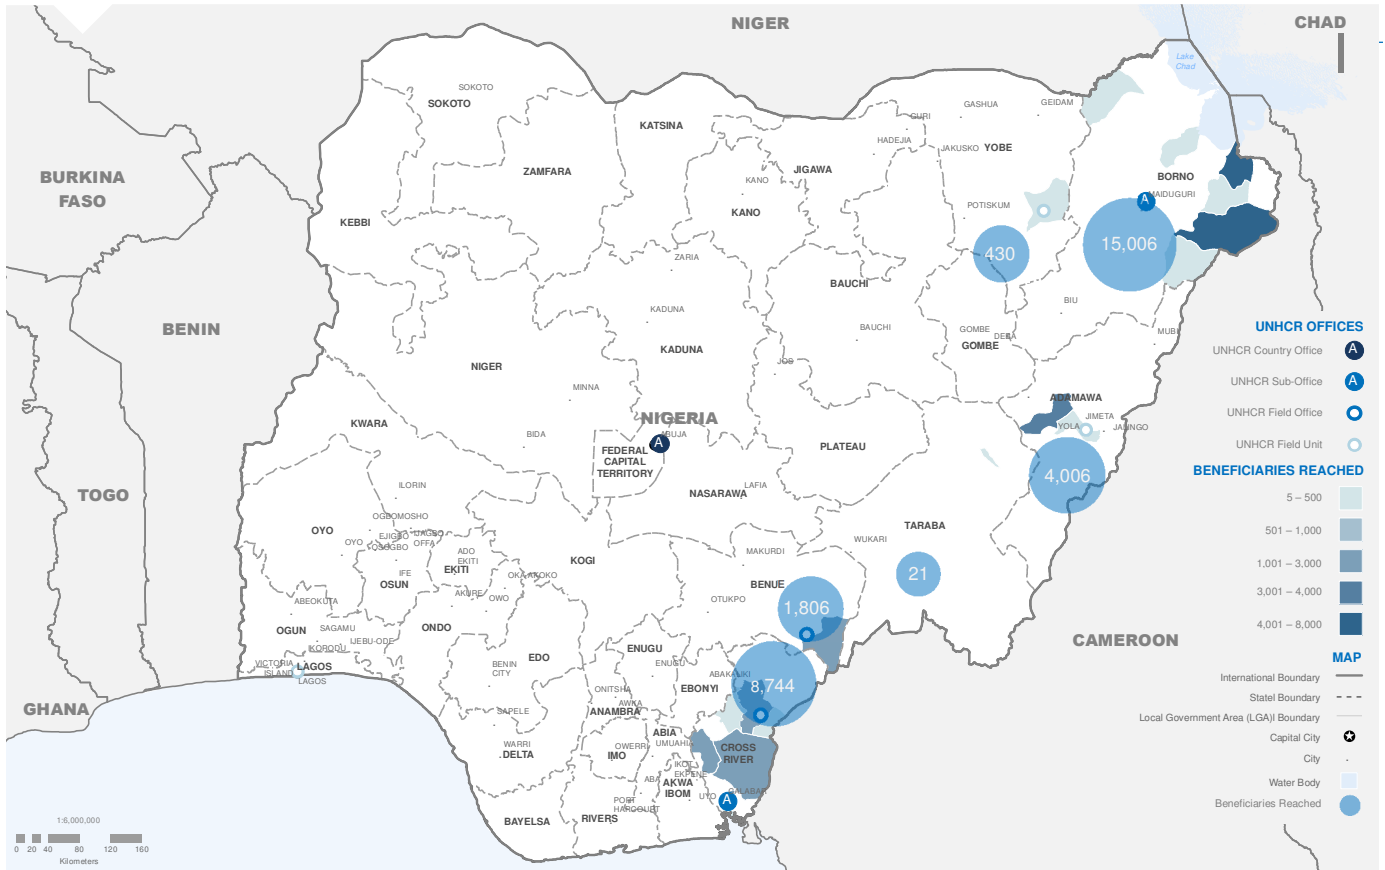 NIGER
CHAD
Lake
Chad
SOKOTO
SOKOTO
KATSINA
GURI
GASHUA
GEIDAM
HADEJIA
JAKUSKO
YOBE
ZAMFARA
JIGAWA
BURKINA
FASO
KANO
KANO
BORNO
MAIDUGURI
A
KEBBI
POTISKUM
430
15,006
ZARIA
BAUCHI
BENIN
KADUNA
BIU
BAUCHI
GOMBE
DEBA
GOMBE
MUBI
KADUNA
JOS
NIGER
MINNA
ADAMAWA
NIGERIA
JIMETA
YOLA
JALINGO
KWARA
BIDA
ABUJA
A
FEDERAL
CAPITAL
TERRITORY
PLATEAU
4,006
TOGO
ILORIN
NASARAWA
LAFIA
OGBOMOSHO
OYO
OYO
EJIGBO
OSOGBO
IJAGBO
OFFA
TARABA
WUKARI
ADO
EKITI
EKITI
MAKURDI
KOGI
IFE
OSUN
OKA-AKOKO
21
BENUE
AKURE
OWO
OTUKPO
1,806
ABEOKUTA
OGUN
SAGAMU
ONDO
IJEBU-ODE
IKORODU
CAMEROON
VICTORIA
ISLAND
LAGOS
LAGOS
EDO
BENIN
CITY
ENUGU
ENUGU
ABAKALIKI
EBONYI
8,744
ONITSHA
AWKA
ANAMBRA
GHANA
SAPELE
WARRI
DELTA
ABIA
UMUAHIA
OWERRI
IMO
CROSS
RIVER
IKOT
EKPENE
ABA
AKWA
IBOM
UYO
CALABAR
A
PORT
HARCOURT
RIVERS
BAYELSA
UNHCR OFFICES
UNHCR Country Office A
UNHCR Sub-Office A
UNHCR Field Office
UNHCR Field Unit
BENEFICIARIES REACHED
5 – 500
501 – 1,000
1,001 – 3,000
3,001 – 4,000
4,001 – 8,000
MAP
International Boundary
Statel Boundary
Local Government Area (LGA)l Boundary
Capital City
City
Water Body
Beneficiaries Reached
1:6,000,000
0 20 40 80 120 160
Kilometers